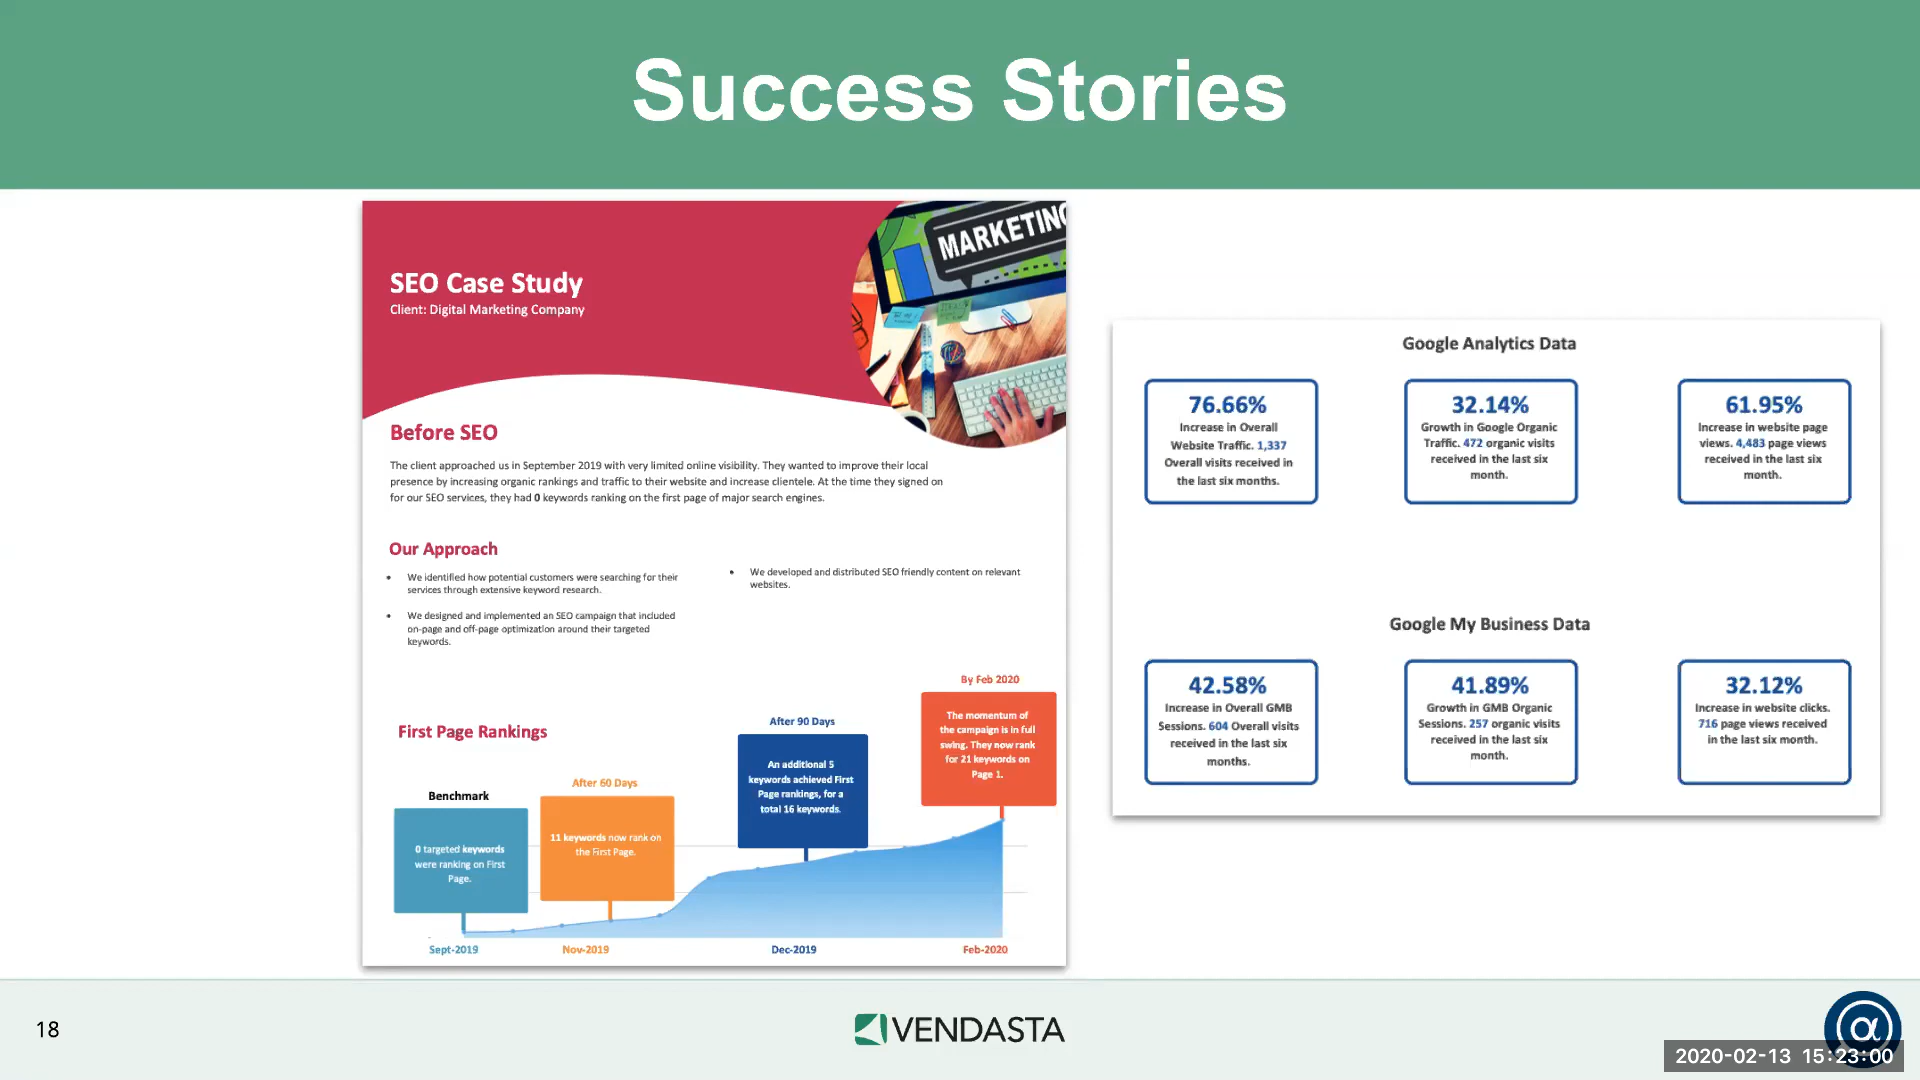 Success Stories
MARKETING
SEO Case Study
Client: Digital Marketing Company
Before SEO
The client approached us in September 2019 with very limited online visibility. They wanted to improve their local
presence by increasing organic rankings and traffic to their website and increase clientele. At the time they signed on
for our SEO services, they had 0 keywords ranking on the first page of major search engines.
Our Approach
• We identified how potential customers were searching for their
services through extensive keyword research.
• We designed and implemented an SEO campaign that included
on-page and off-page optimization around their targeted
keywords.
• We developed and distributed SEO friendly content on relevant
websites.
First Page Rankings
Benchmark
0 targeted keywords
were ranking on First
Page.
After 60 Days
11 keywords now rank on
the First Page.
After 90 Days
An additional 5
keywords achieved First
Page rankings, for a
total 16 keywords.
By Feb 2020
The momentum of
the campaign is in full
swing. They now rank
for 21 keywords on
Page 1.
Sept-2019
Nov-2019
Dec-2019
Feb-2020
Google Analytics Data
76.66%
Increase in Overall
Website Traffic. 1,337
Overall visits received in
the last six months.
32.14%
Growth in Google Organic
Traffic. 472 organic visits
received in the last six
month.
61.95%
Increase in website page
views. 4,483 page views
received in the last six
month.
Google My Business Data
42.58%
Increase in Overall GMB
Sessions. 604 Overall visits
received in the last six
months.
41.89%
Growth in GMB Organic
Sessions. 257 organic visits
received in the last six
month.
32.12%
Increase in website clicks.
716 page views received
in the last six month.
18
VENDASTA
α
2020-02-13 15:23:00